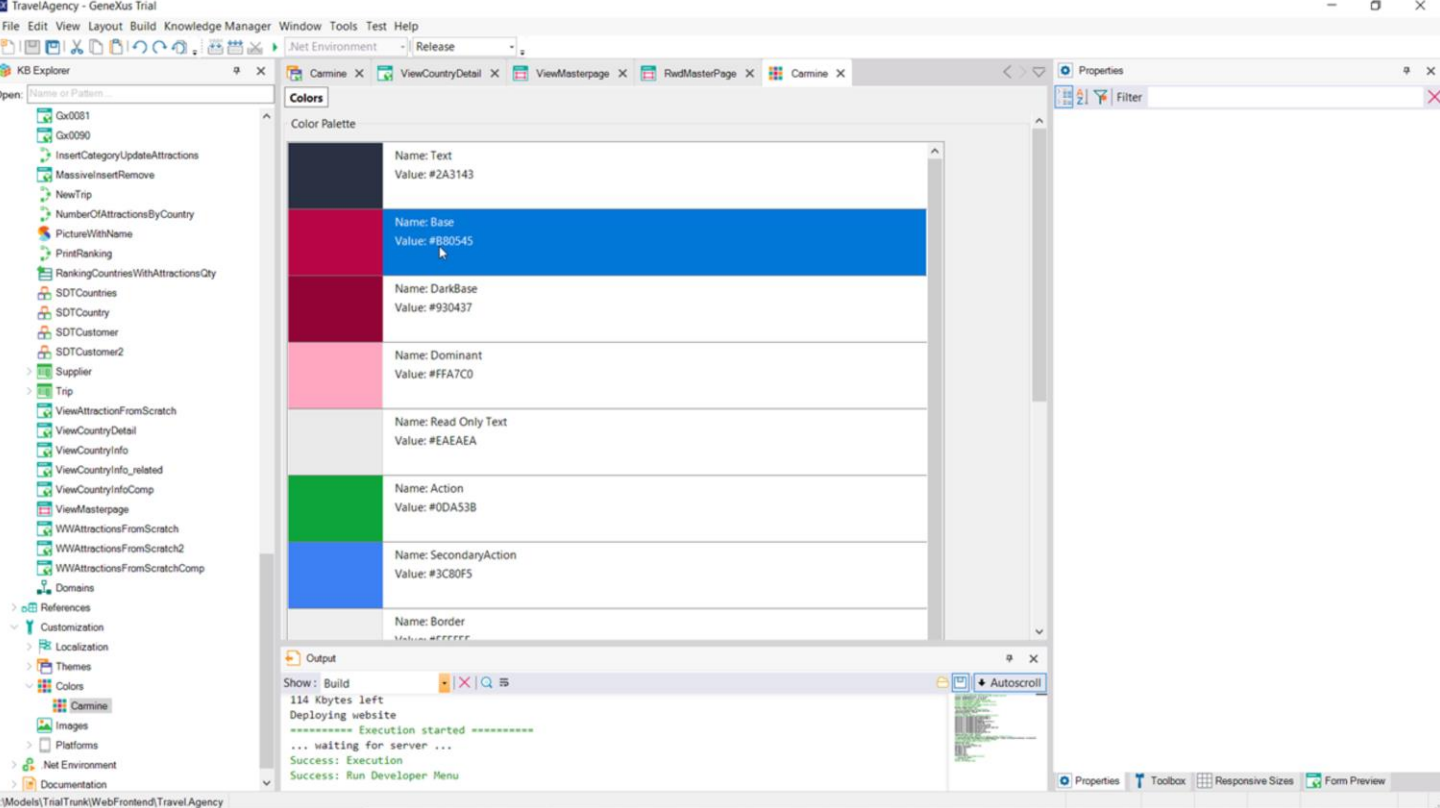 TravelAgency - GeneXus Trial
File Edit View Layout Build Knowledge Manager Window Tools Test Help
.Net Environment Release
KB Explorer
Open: Name or Pattern...
Gx0081
Gx0090
InsertCategoryUpdateAttractions
MassiveInsertRemove
NewTrip
NumberOfAttractionsByCountry
PictureWithName
PrintRanking
RankingCountriesWithAttractionsQty
SDTCountries
SDTCountry
SDTCustomer
SDTCustomer2
Supplier
Trip
ViewAttractionFromScratch
ViewCountryDetail
ViewCountryInfo
ViewCountryInfo_related
ViewCountryInfoComp
ViewMasterpage
WWAttractionsFromScratch
WWAttractionsFromScratch2
WWAttractionsFromScratchComp
Domains
References
Customization
Localization
Themes
Colors
Carmine
Images
Platforms
.Net Environment
Documentation
Carmine ViewCountryDetail ViewMasterpage RwdMasterPage Carmine
Colors
Color Palette
Name: Text
Value: #2A3143
Name: Base
Value: #B80545
Name: DarkBase
Value: #930437
Name: Dominant
Value: #FFA7C0
Name: Read Only Text
Value: #EAEAEA
Name: Action
Value: #0DA53B
Name: SecondaryAction
Value: #3C80F5
Name: Border
Output
Show: Build
Autoscroll
114 Kbytes left
Deploying website
========== Execution started ==========
... waiting for server ...
Success: Execution
Success: Run Developer Menu
Properties
Filter
Properties Toolbox Responsive Sizes Form Preview
:\Models\TrialTrunk\WebFrontend\Travel.Agency